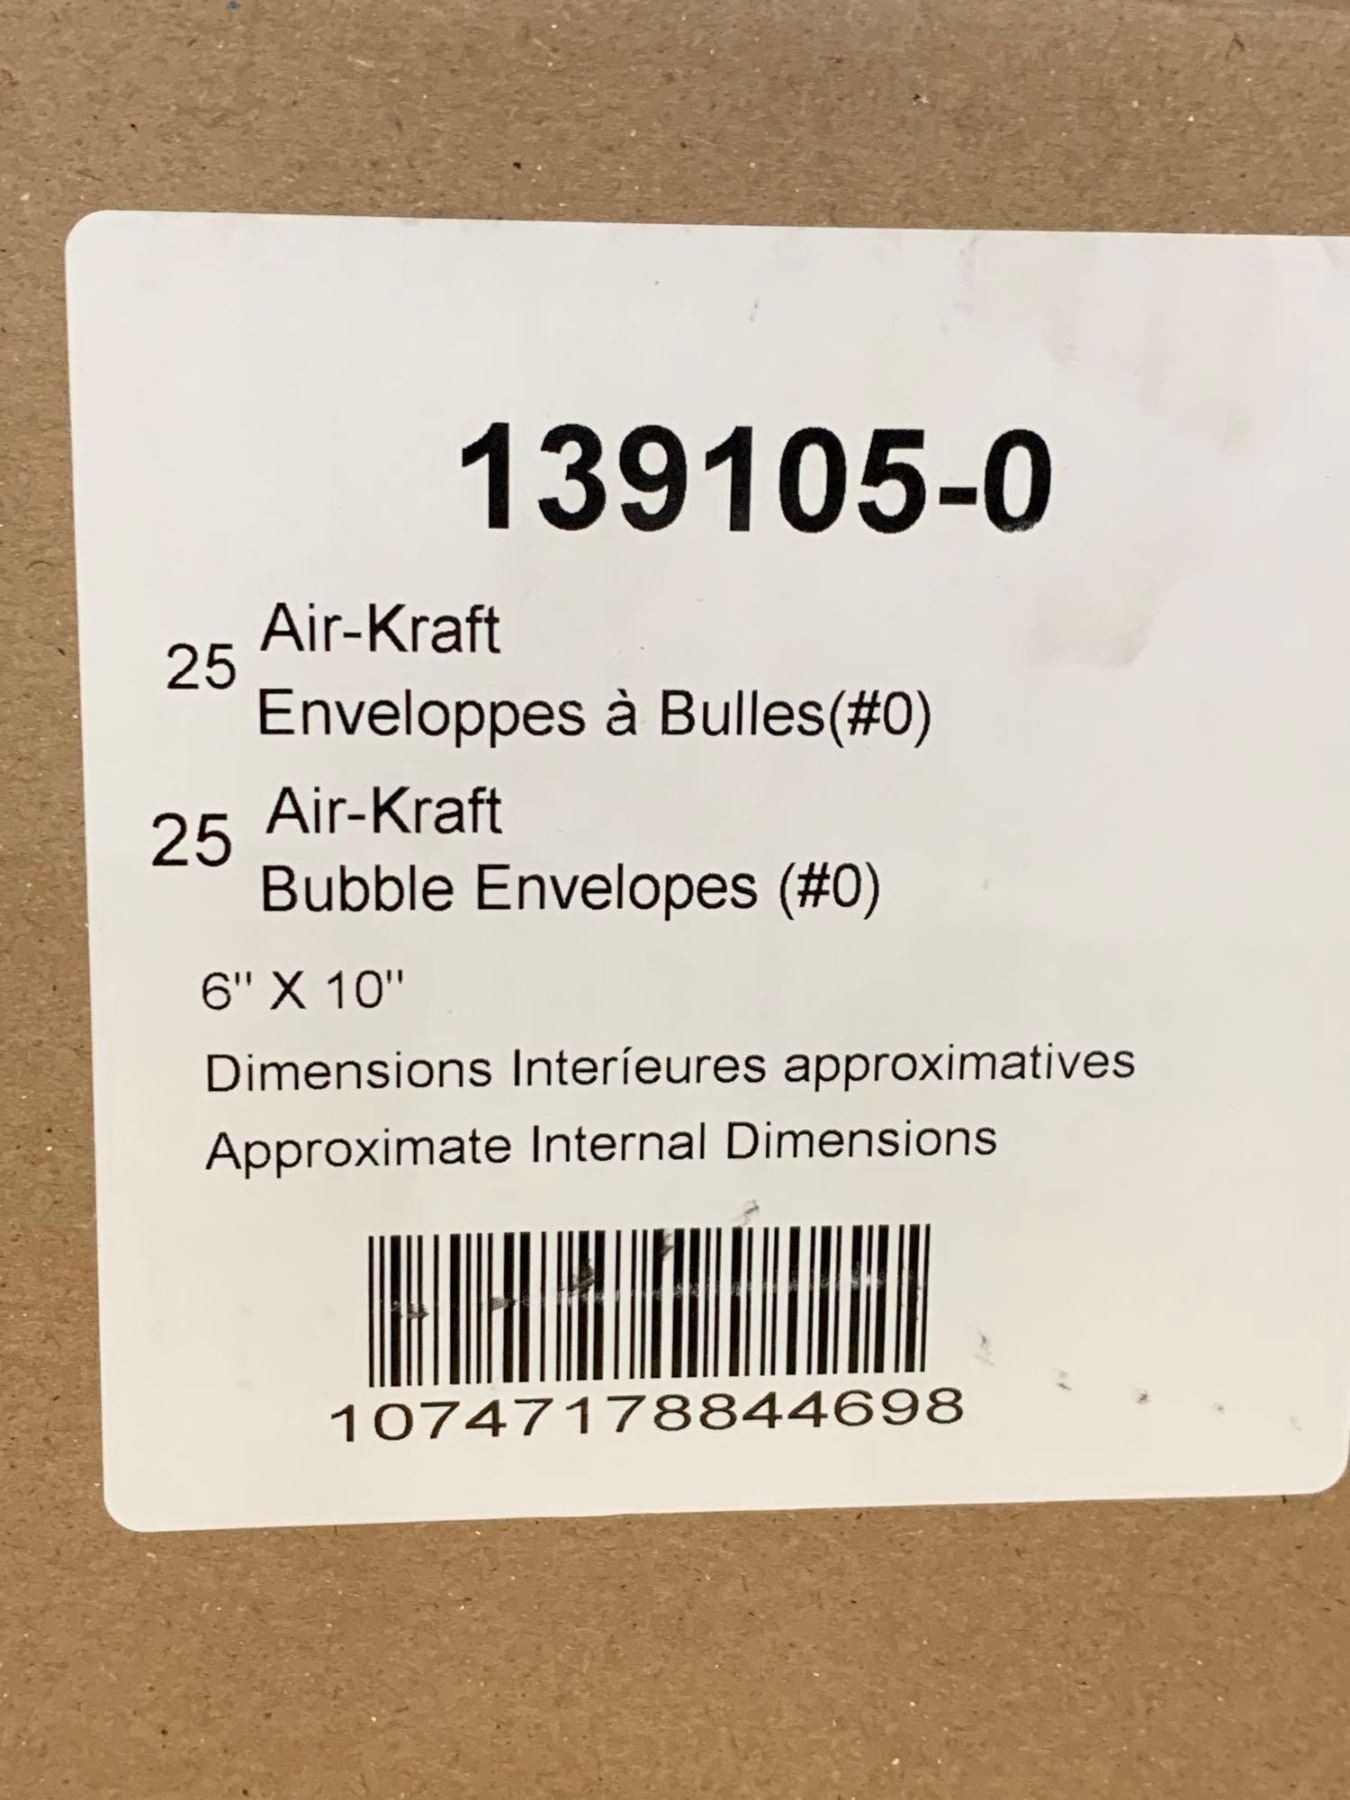 139105-0
25 Air-Kraft
Enveloppes à Bulles(#0)
25 Air-Kraft
Bubble Envelopes (#0)
6" X 10"
Dimensions Interíeures approximatives
Approximate Internal Dimensions
10747178844698